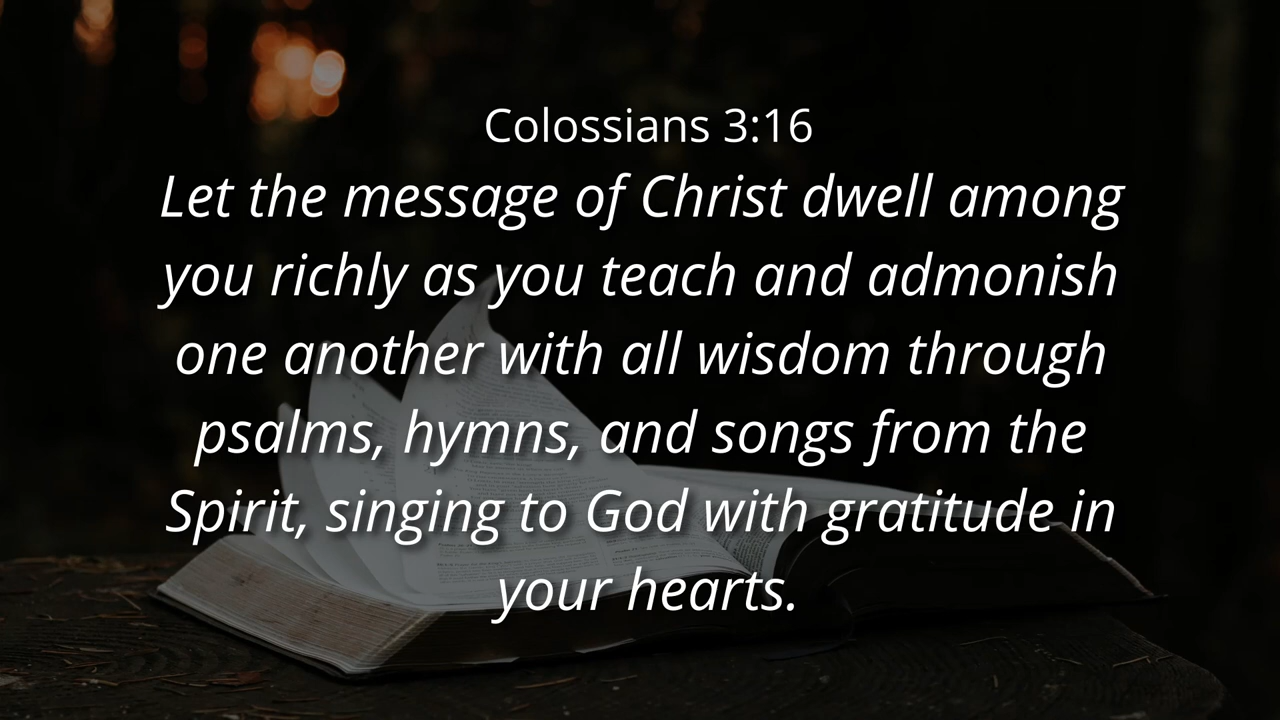 Colossians 3:16
Let the message of Christ dwell among
you richly as you teach and admonish
one another with all wisdom through
psalms, hymns, and songs from the
Spirit, singing to God with gratitude in
your hearts.